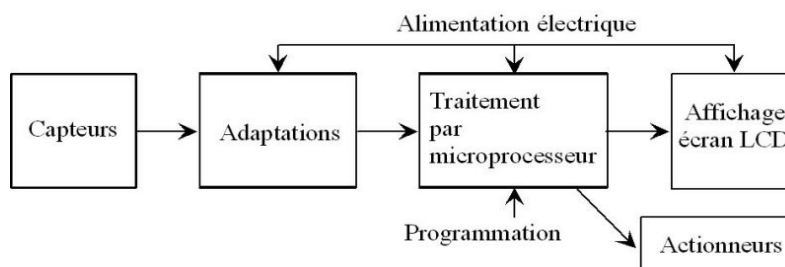 Alimentation électrique
Capteurs
Adaptations
Traitement
par
microprocesseur
Affichage
écran LCD
Programmation
Actionneurs